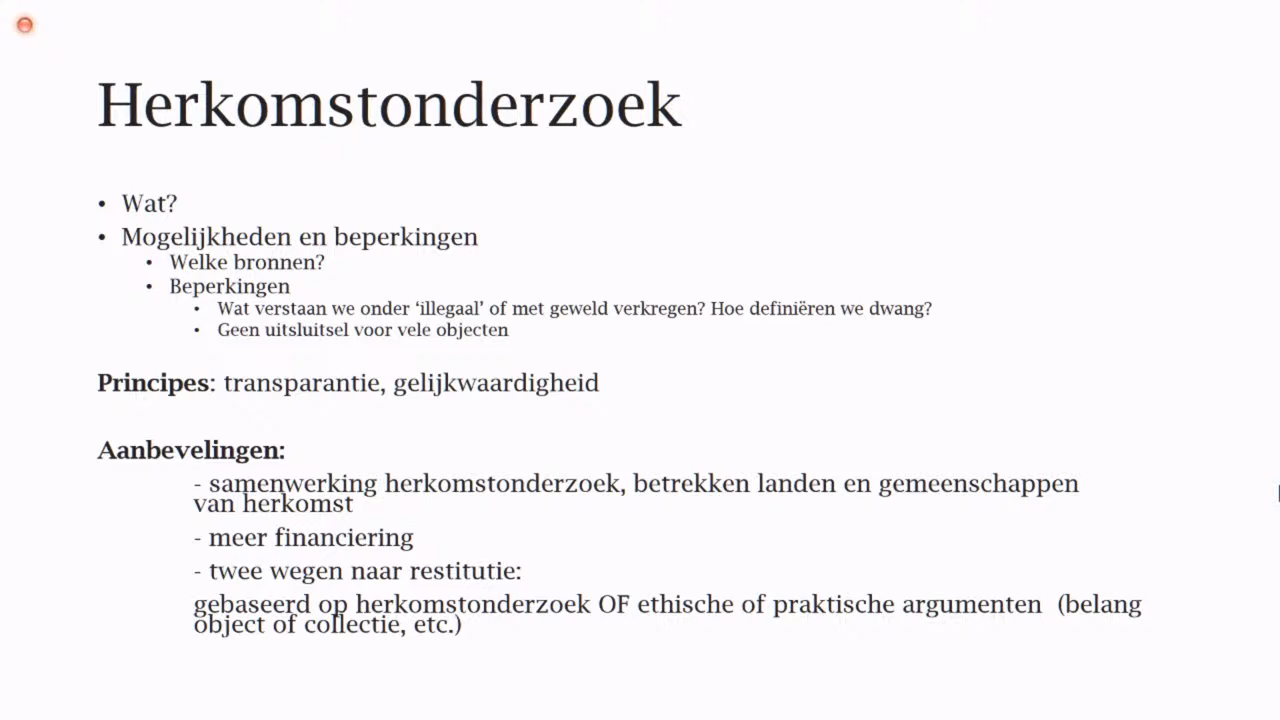 Herkomstonderzoek
• Wat?
• Mogelijkheden en beperkingen
• Welke bronnen?
• Beperkingen
• Wat verstaan we onder ‘illegaal’ of met geweld verkregen? Hoe definiëren we dwang?
• Geen uitsluitsel voor vele objecten
Principes: transparantie, gelijkwaardigheid
Aanbevelingen:
- samenwerking herkomstonderzoek, betrekken landen en gemeenschappen
van herkomst
- meer financiering
- twee wegen naar restitutie:
gebaseerd op herkomstonderzoek OF ethische of praktische argumenten (belang
object of collectie, etc.)